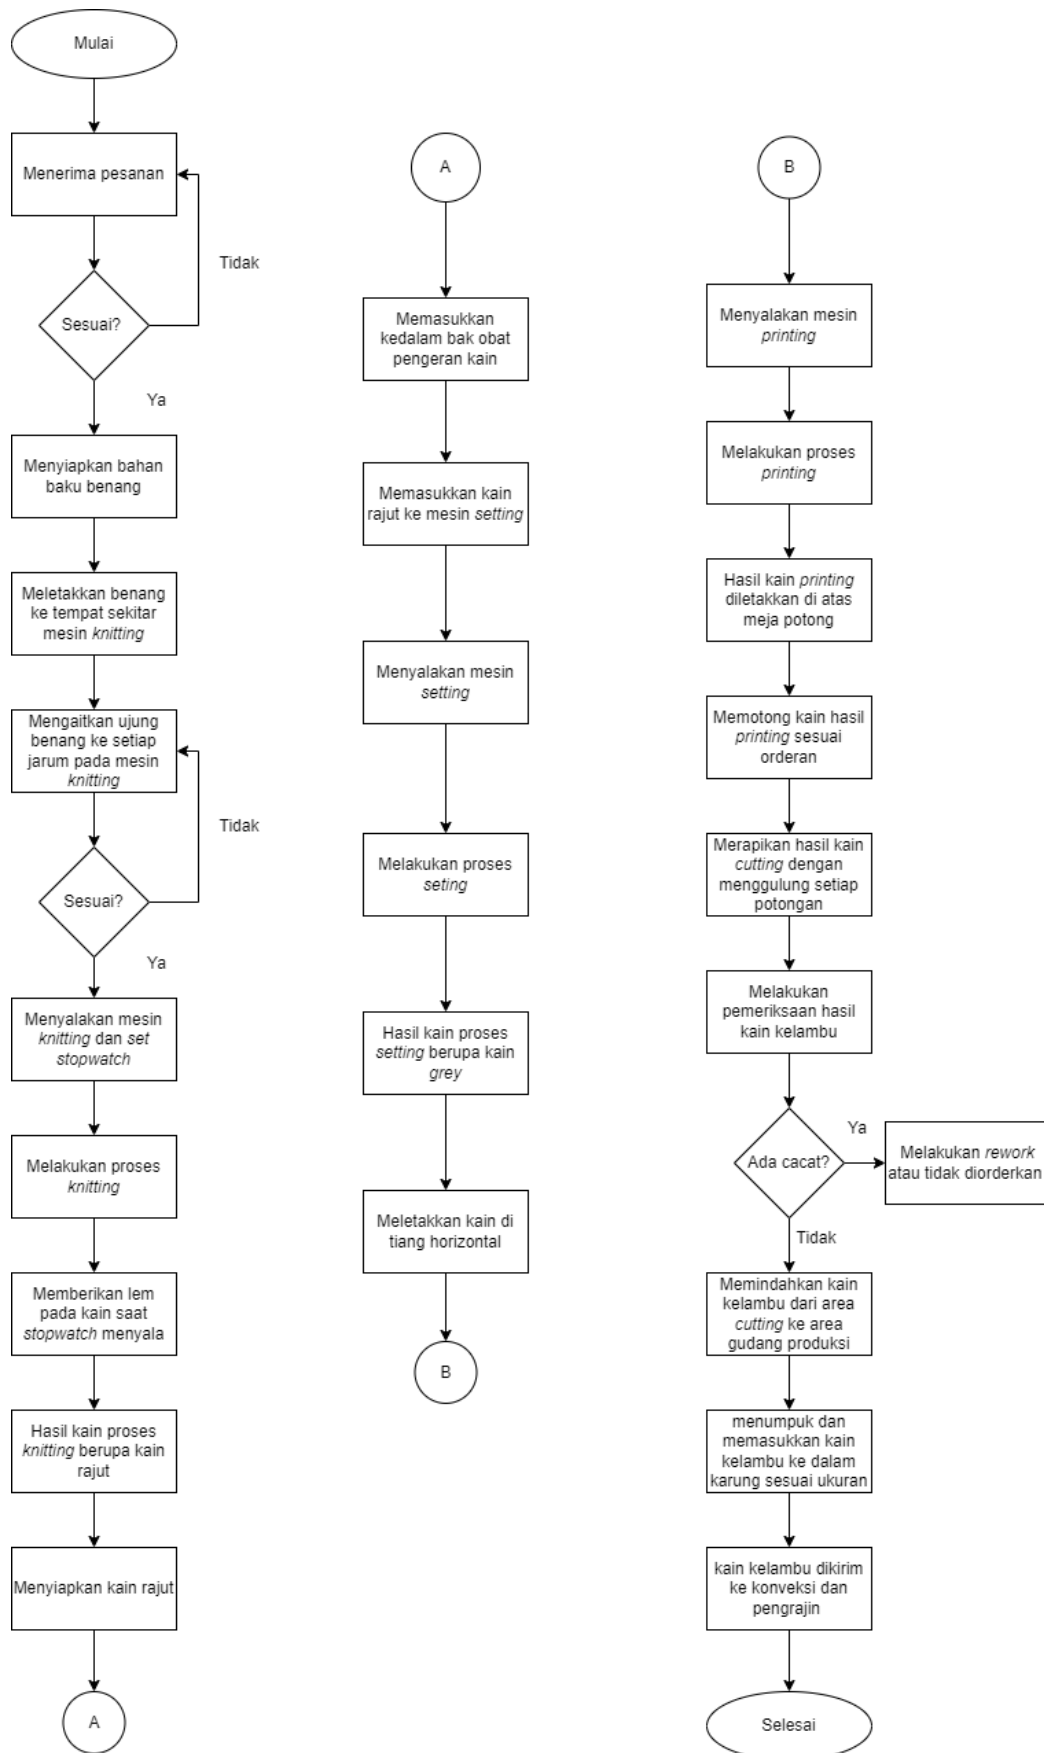 Mulai
Menerima pesanan
Tidak
Sesuai?
Ya
Menyiapkan bahan
baku benang
Meletakkan benang
ke tempat sekitar
mesin knitting
Mengaitkan ujung
benang ke setiap
jarum pada mesin
knitting
Tidak
Sesuai?
Ya
Menyalakan mesin
knitting dan set
stopwatch
Melakukan proses
knitting
Memberikan lem
pada kain saat
stopwatch menyala
Hasil kain proses
knitting berupa kain
rajut
Menyiapkan kain rajut
A
A
Memasukkan
kedalam bak obat
pengeran kain
Memasukkan kain
rajut ke mesin setting
Menyalakan mesin
setting
Melakukan proses
seting
Hasil kain proses
setting berupa kain
grey
Meletakkan kain di
tiang horizontal
B
B
Menyalakan mesin
printing
Melakukan proses
printing
Hasil kain printing
diletakkan di atas
meja potong
Memotong kain hasil
printing sesuai
orderan
Merapikan hasil kain
cutting dengan
menggulung setiap
potongan
Melakukan
pemeriksaan hasil
kain kelambu
Ada cacat?
Ya
Melakukan rework
atau tidak diorderkan
Tidak
Memindahkan kain
kelambu dari area
cutting ke area
gudang produksi
menumpuk dan
memasukkan kain
kelambu ke dalam
karung sesuai ukuran
kain kelambu dikirim
ke konveksi dan
pengrajin
Selesai